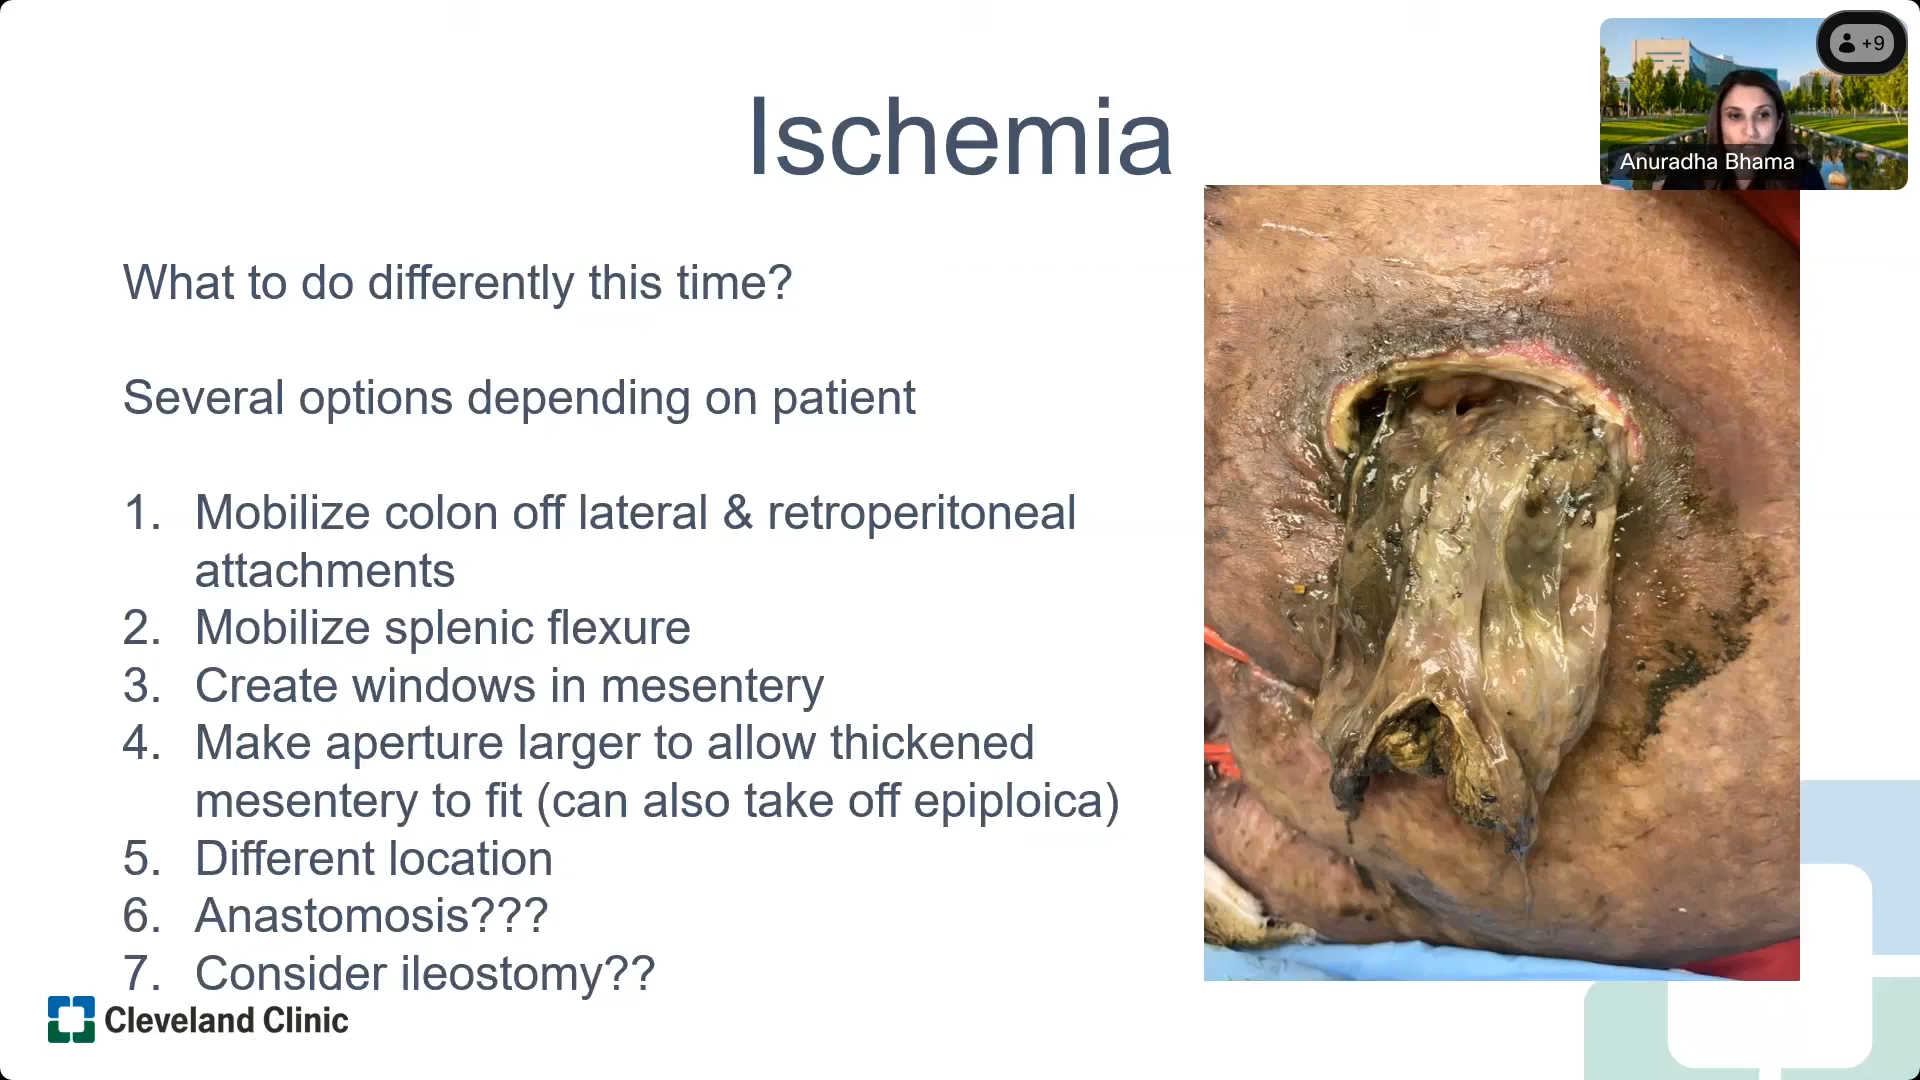 Ischemia
+9
Anuradha Bhama
What to do differently this time?
Several options depending on patient
1. Mobilize colon off lateral & retroperitoneal
attachments
2. Mobilize splenic flexure
3. Create windows in mesentery
4. Make aperture larger to allow thickened
mesentery to fit (can also take off epiploica)
5. Different location
6. Anastomosis???
7. Consider ileostomy??
Cleveland Clinic